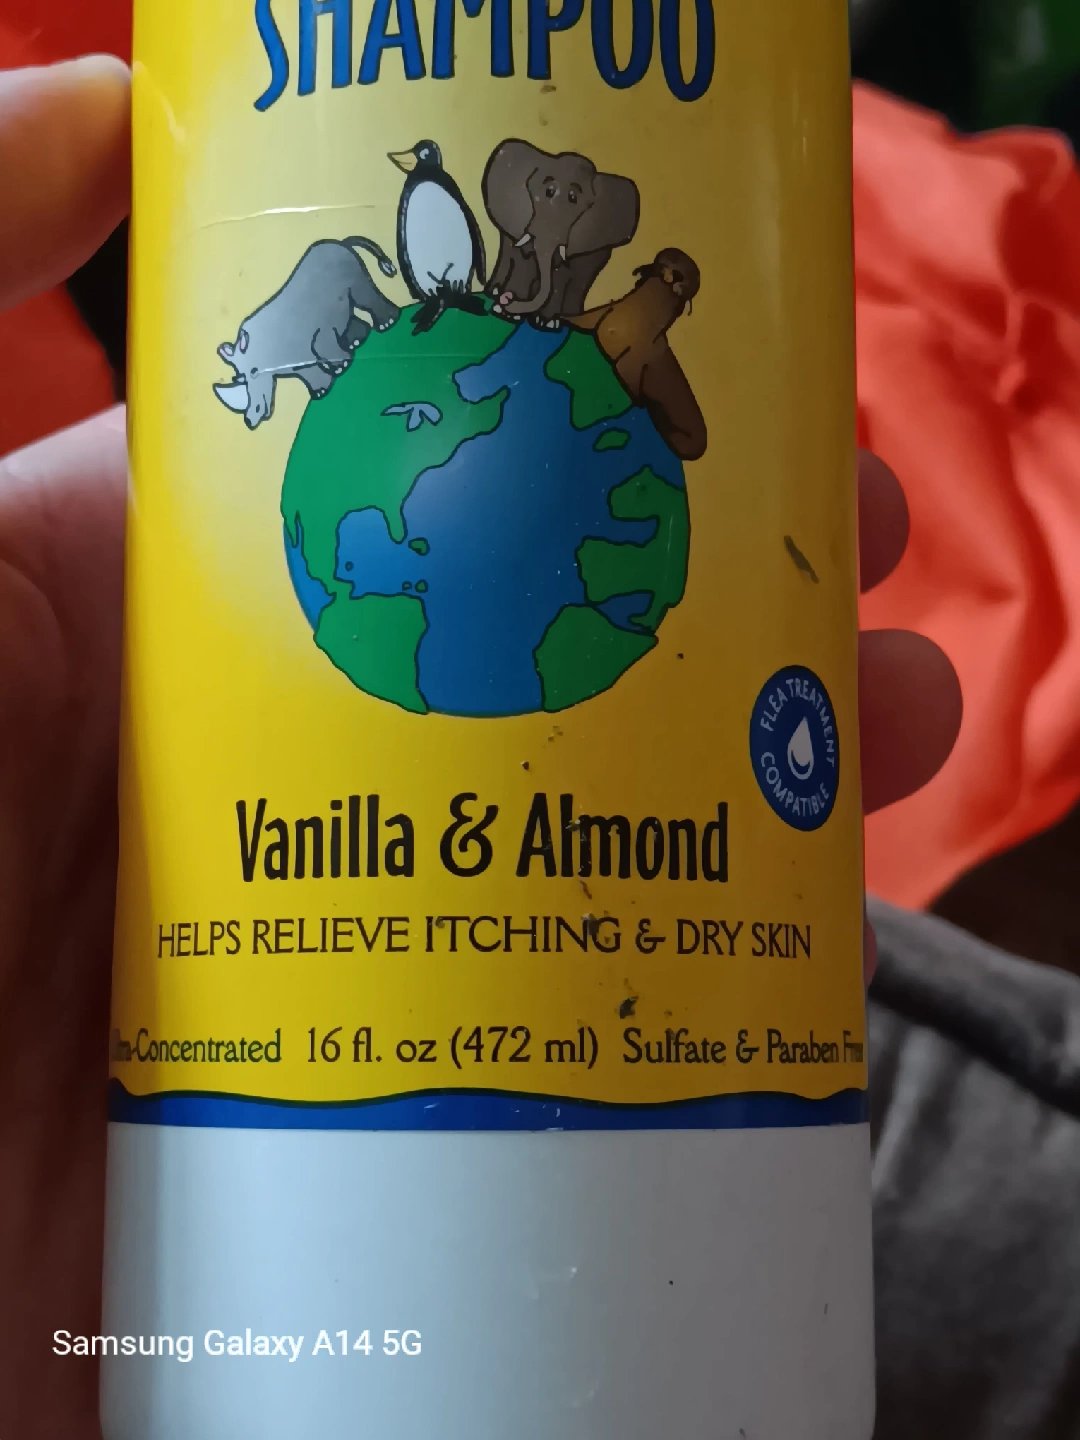 SHAMPOO
FLEA TREATMENT
COMPATIBLE
Vanilla & Almond
HELPS RELIEVE ITCHING & DRY SKIN
-Concentrated 16 fl. oz (472 ml) Sulfate & Paraben
Samsung Galaxy A14 5G